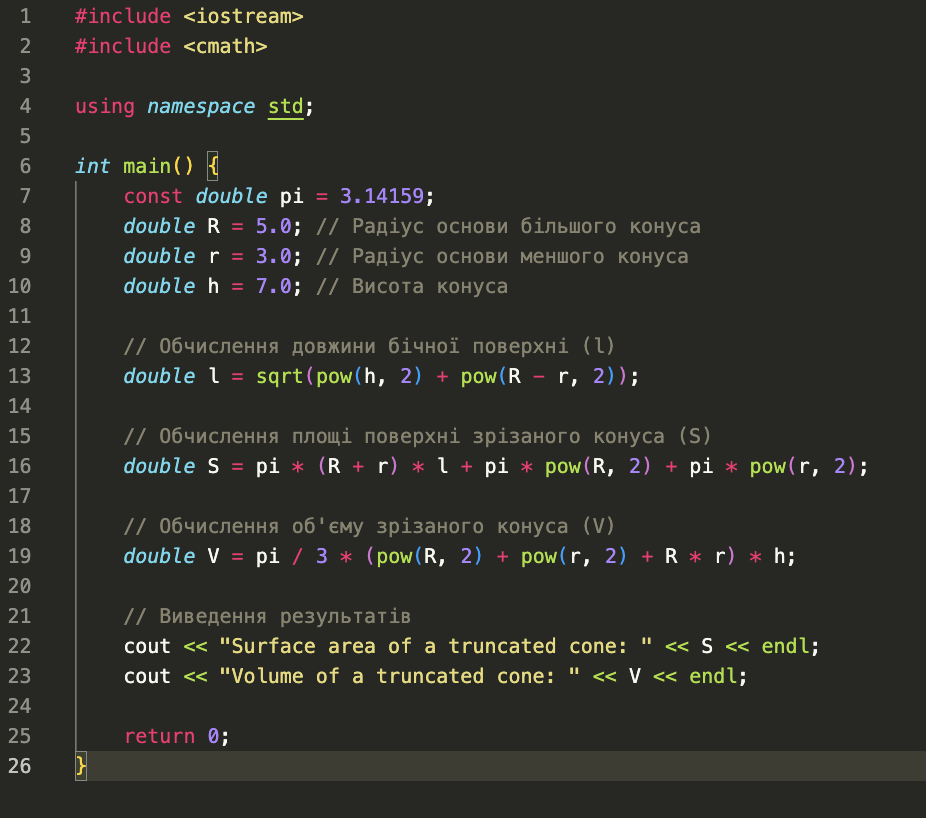 1 #include <iostream>
2 #include <cmath>
3
4 using namespace std;
5
6 int main() {
7     const double pi = 3.14159;
8     double R = 5.0; // Радіус основи більшого конуса
9     double r = 3.0; // Радіус основи меншого конуса
10     double h = 7.0; // Висота конуса
11
12     // Обчислення довжини бічної поверхні (l)
13     double l = sqrt(pow(h, 2) + pow(R - r, 2));
14
15     // Обчислення площі поверхні зрізаного конуса (S)
16     double S = pi * (R + r) * l + pi * pow(R, 2) + pi * pow(r, 2);
17
18     // Обчислення об'єму зрізаного конуса (V)
19     double V = pi / 3 * (pow(R, 2) + pow(r, 2) + R * r) * h;
20
21     // Виведення результатів
22     cout << "Surface area of a truncated cone: " << S << endl;
23     cout << "Volume of a truncated cone: " << V << endl;
24
25     return 0;
26 }